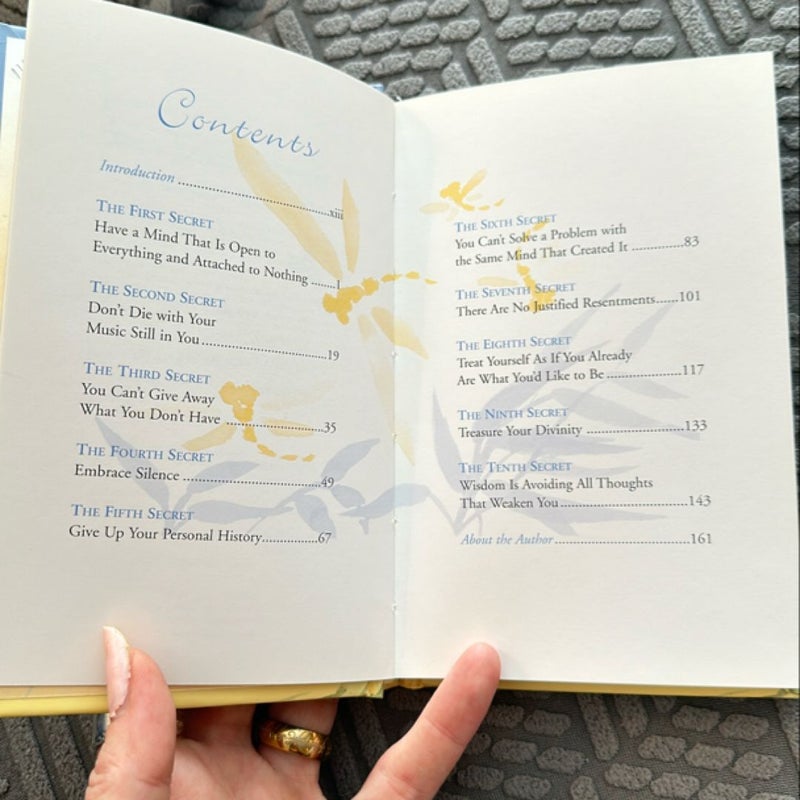 Contents
Introduction ..........xiii
THE FIRST SECRET
Have a Mind That Is Open to
Everything and Attached to Nothing .......1
THE SECOND SECRET
Don't Die with Your
Music Still in You..........19
THE THIRD SECRET
You Can't Give Away
What You Don't Have ..........35
THE FOURTH SECRET
Embrace Silence ..........49
THE FIFTH SECRET
Give Up Your Personal History..........67
THE SIXTH SECRET
You Can't Solve a Problem with
the Same Mind That Created It ..........83
THE SEVENTH SECRET
There Are No Justified Resentments......101
THE EIGHTH SECRET
Treat Yourself As If You Already
Are What You'd Like to Be ..........117
THE NINTH SECRET
Treasure Your Divinity ..........133
THE TENTH SECRET
Wisdom Is Avoiding All Thoughts
That Weaken You..........143
About the Author..........161